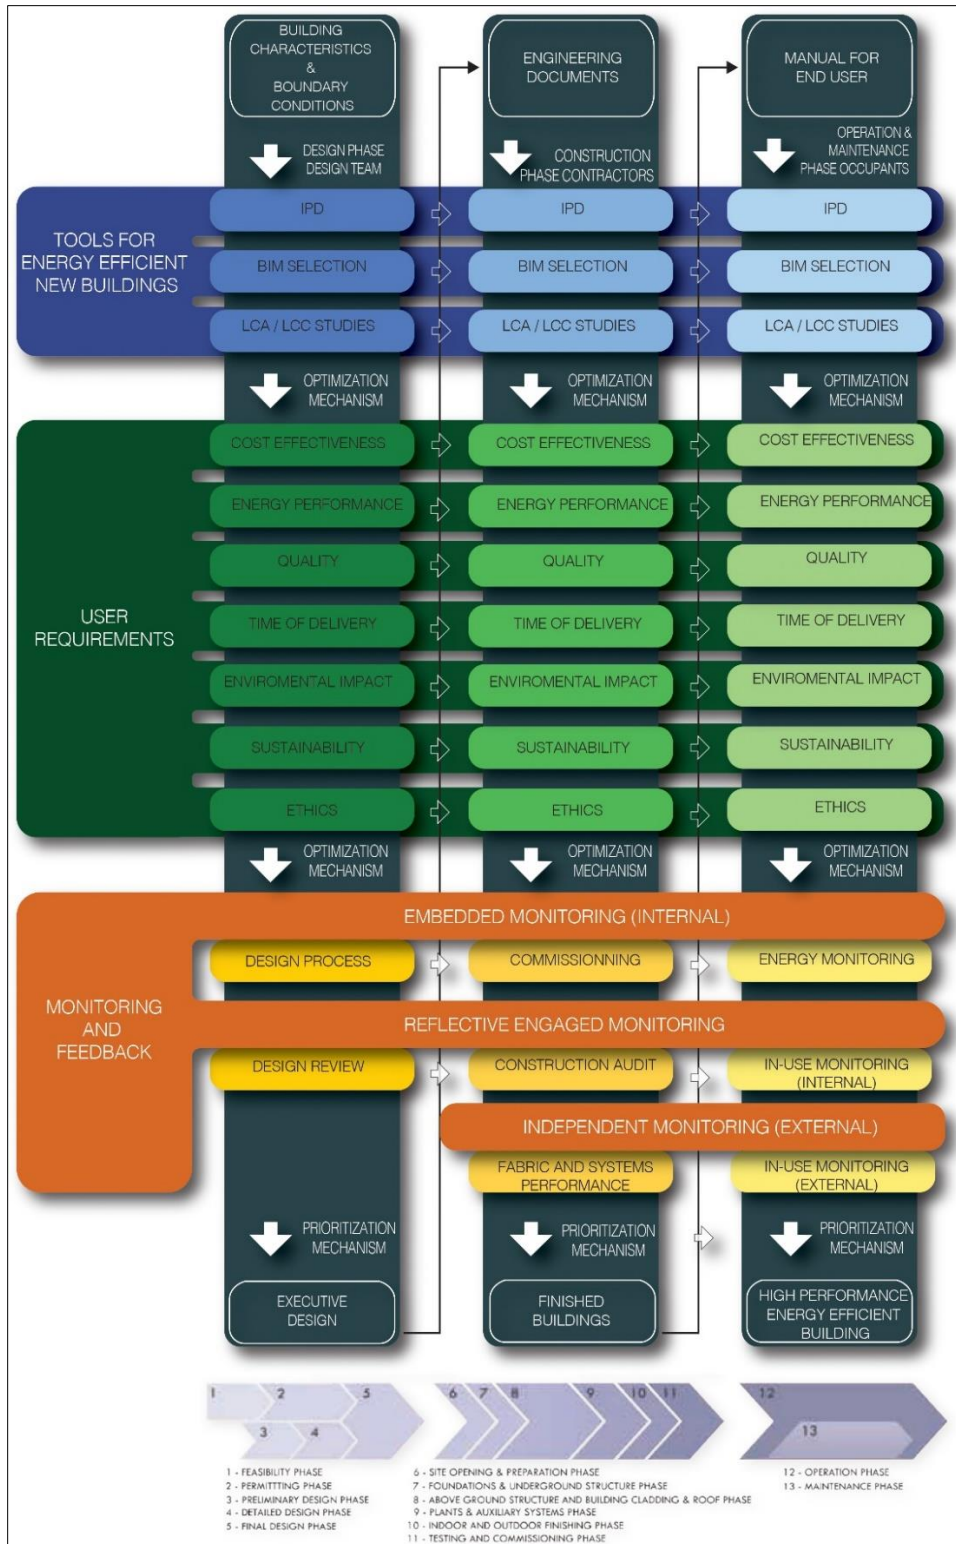 BUILDING
CHARACTERISTICS
&
BOUNDARY
CONDITIONS
ENGINEERING
DOCUMENTS
MANUAL FOR
END USER
DESIGN PHASE
DESIGN TEAM
CONSTRUCTION
PHASE CONTRACTORS
OPERATION &
MAINTENANCE
PHASE OCCUPANTS
TOOLS FOR
ENERGY EFFICIENT
NEW BUILDINGS
IPD
IPD
IPD
BIM SELECTION
BIM SELECTION
BIM SELECTION
LCA / LCC STUDIES
LCA / LCC STUDIES
LCA / LCC STUDIES
OPTIMIZATION
MECHANISM
OPTIMIZATION
MECHANISM
OPTIMIZATION
MECHANISM
USER
REQUIREMENTS
COST EFFECTIVENESS
COST EFFECTIVENESS
COST EFFECTIVENESS
ENERGY PERFORMANCE
ENERGY PERFORMANCE
ENERGY PERFORMANCE
QUALITY
QUALITY
QUALITY
TIME OF DELIVERY
TIME OF DELIVERY
TIME OF DELIVERY
ENVIROMENTAL IMPACT
ENVIROMENTAL IMPACT
ENVIROMENTAL IMPACT
SUSTAINABILITY
SUSTAINABILITY
SUSTAINABILITY
ETHICS
ETHICS
ETHICS
OPTIMIZATION
MECHANISM
OPTIMIZATION
MECHANISM
OPTIMIZATION
MECHANISM
MONITORING
AND
FEEDBACK
EMBEDDED MONITORING (INTERNAL)
DESIGN PROCESS
COMMISSIONNING
ENERGY MONITORING
REFLECTIVE ENGAGED MONITORING
DESIGN REVIEW
CONSTRUCTION AUDIT
IN-USE MONITORING
(INTERNAL)
INDEPENDENT MONITORING (EXTERNAL)
FABRIC AND SYSTEMS
PERFORMANCE
IN-USE MONITORING
(EXTERNAL)
PRIORITIZATION
MECHANISM
PRIORITIZATION
MECHANISM
PRIORITIZATION
MECHANISM
EXECUTIVE
DESIGN
FINISHED
BUILDINGS
HIGH PERFORMANCE
ENERGY EFFICIENT
BUILDING
1 2 5
3 4
6 7 8 9 10 11
12
13
1 - FEASIBILITY PHASE
2 - PERMITTTING PHASE
3 - PRELIMINARY DESIGN PHASE
4 - DETAILED DESIGN PHASE
5 - FINAL DESIGN PHASE
6 - SITE OPENING & PREPARATION PHASE
7 - FOUNDATIONS & UNDERGROUND STRUCTURE PHASE
8 - ABOVE GROUND STRUCTURE AND BUILDING CLADDING & ROOF PHASE
9 - PLANTS & AUXILIARY SYSTEMS PHASE
10 - INDOOR AND OUTDOOR FINISHING PHASE
11 - TESTING AND COMMISSIONING PHASE
12 - OPERATION PHASE
13 - MAINTENANCE PHASE